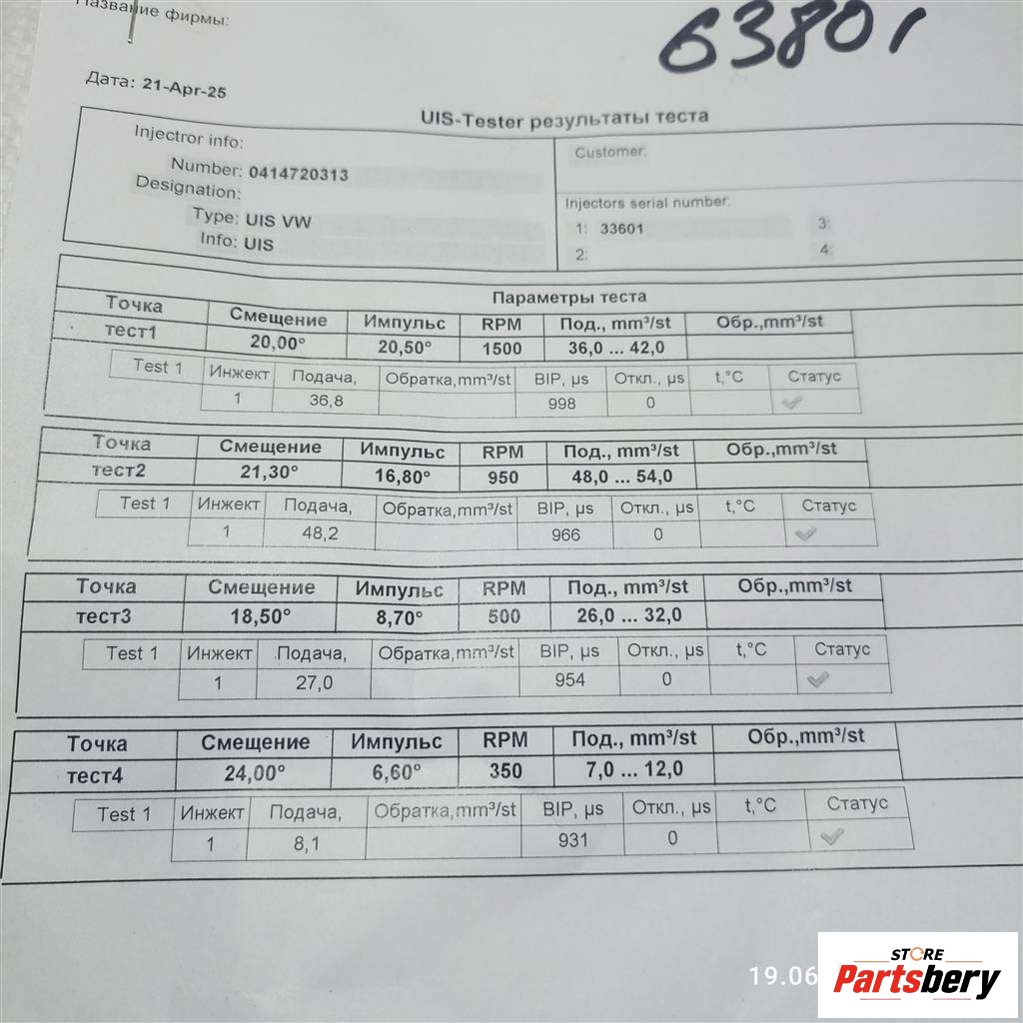 Название фирмы:
63801
Дата: 21-Apr-25
UIS-Tester результаты теста
Injectror info:
Number: 0414720313
Designation:
Type: UIS VW
Info: UIS
Customer:
Injectors serial number:
1: 33601 3:
2: 4:
Параметры теста
Точка Смещение Импульс RPM Под., mm³/st Обр.,mm³/st
тест1 20,00° 20,50° 1500 36,0 ... 42,0
Test 1 Инжект Подача, Обратка,mm³/st BIP, µs Откл., µs t,°C Статус
1 36,8 998 0
Точка Смещение Импульс RPM Под., mm³/st Обр.,mm³/st
тест2 21,30° 16,80° 950 48,0 ... 54,0
Test 1 Инжект Подача, Обратка,mm³/st BIP, µs Откл., µs t,°C Статус
1 48,2 966 0
Точка Смещение Импульс RPM Под., mm³/st Обр.,mm³/st
тест3 18,50° 8,70° 500 26,0 ... 32,0
Test 1 Инжект Подача, Обратка,mm³/st BIP, µs Откл., µs t,°C Статус
1 27,0 954 0
Точка Смещение Импульс RPM Под., mm³/st Обр.,mm³/st
тест4 24,00° 6,60° 350 7,0 ... 12,0
Test 1 Инжект Подача, Обратка,mm³/st BIP, µs Откл., µs t,°C Статус
1 8,1 931 0
19.06
STORE
Partsbery